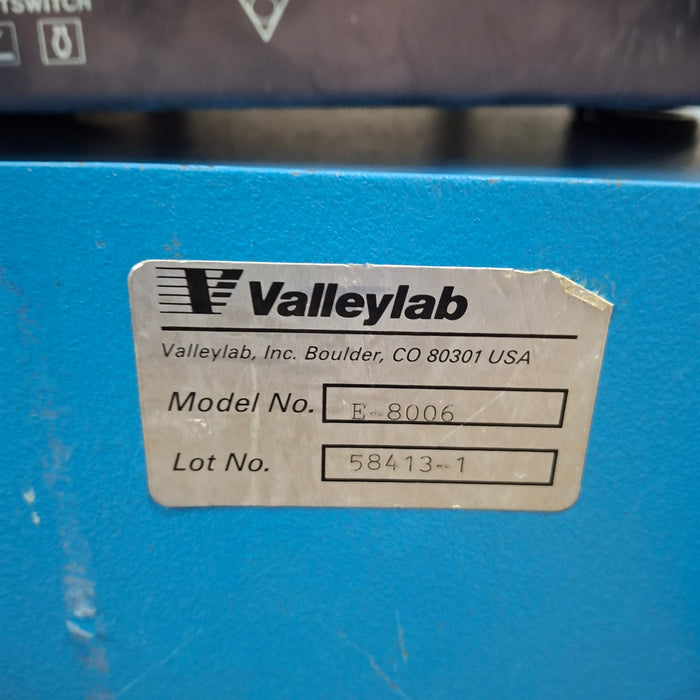 Valleylab
Valleylab, Inc. Boulder, CO 80301 USA
Model No. E-8006
Lot No. 58413-1